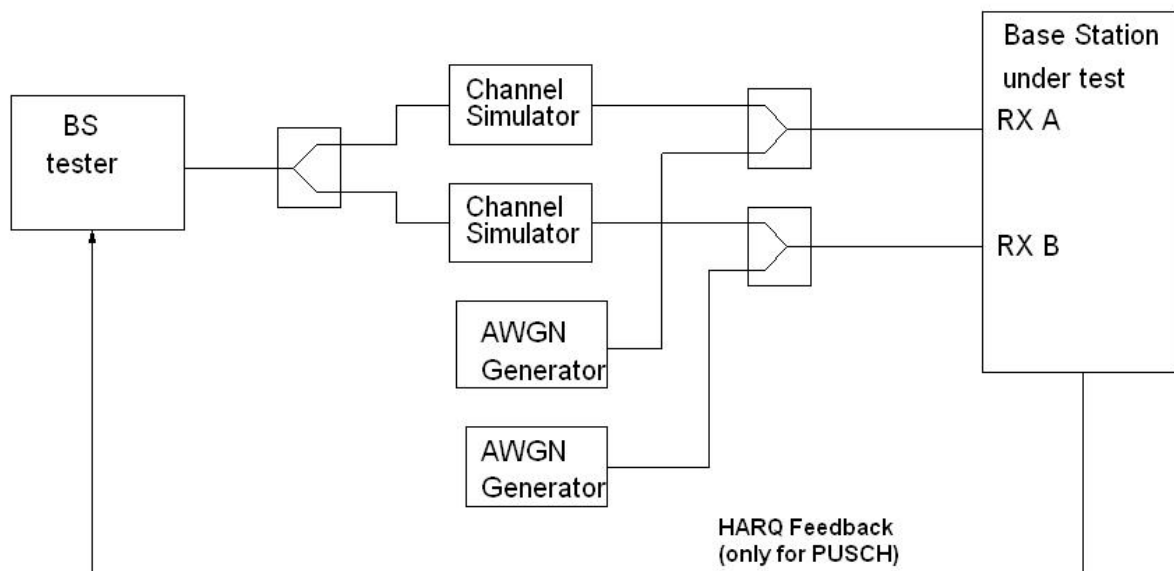 BS
tester
Channel
Simulator
Channel
Simulator
AWGN
Generator
AWGN
Generator
Base Station
under test
RX A
RX B
HARQ Feedback
(only for PUSCH)